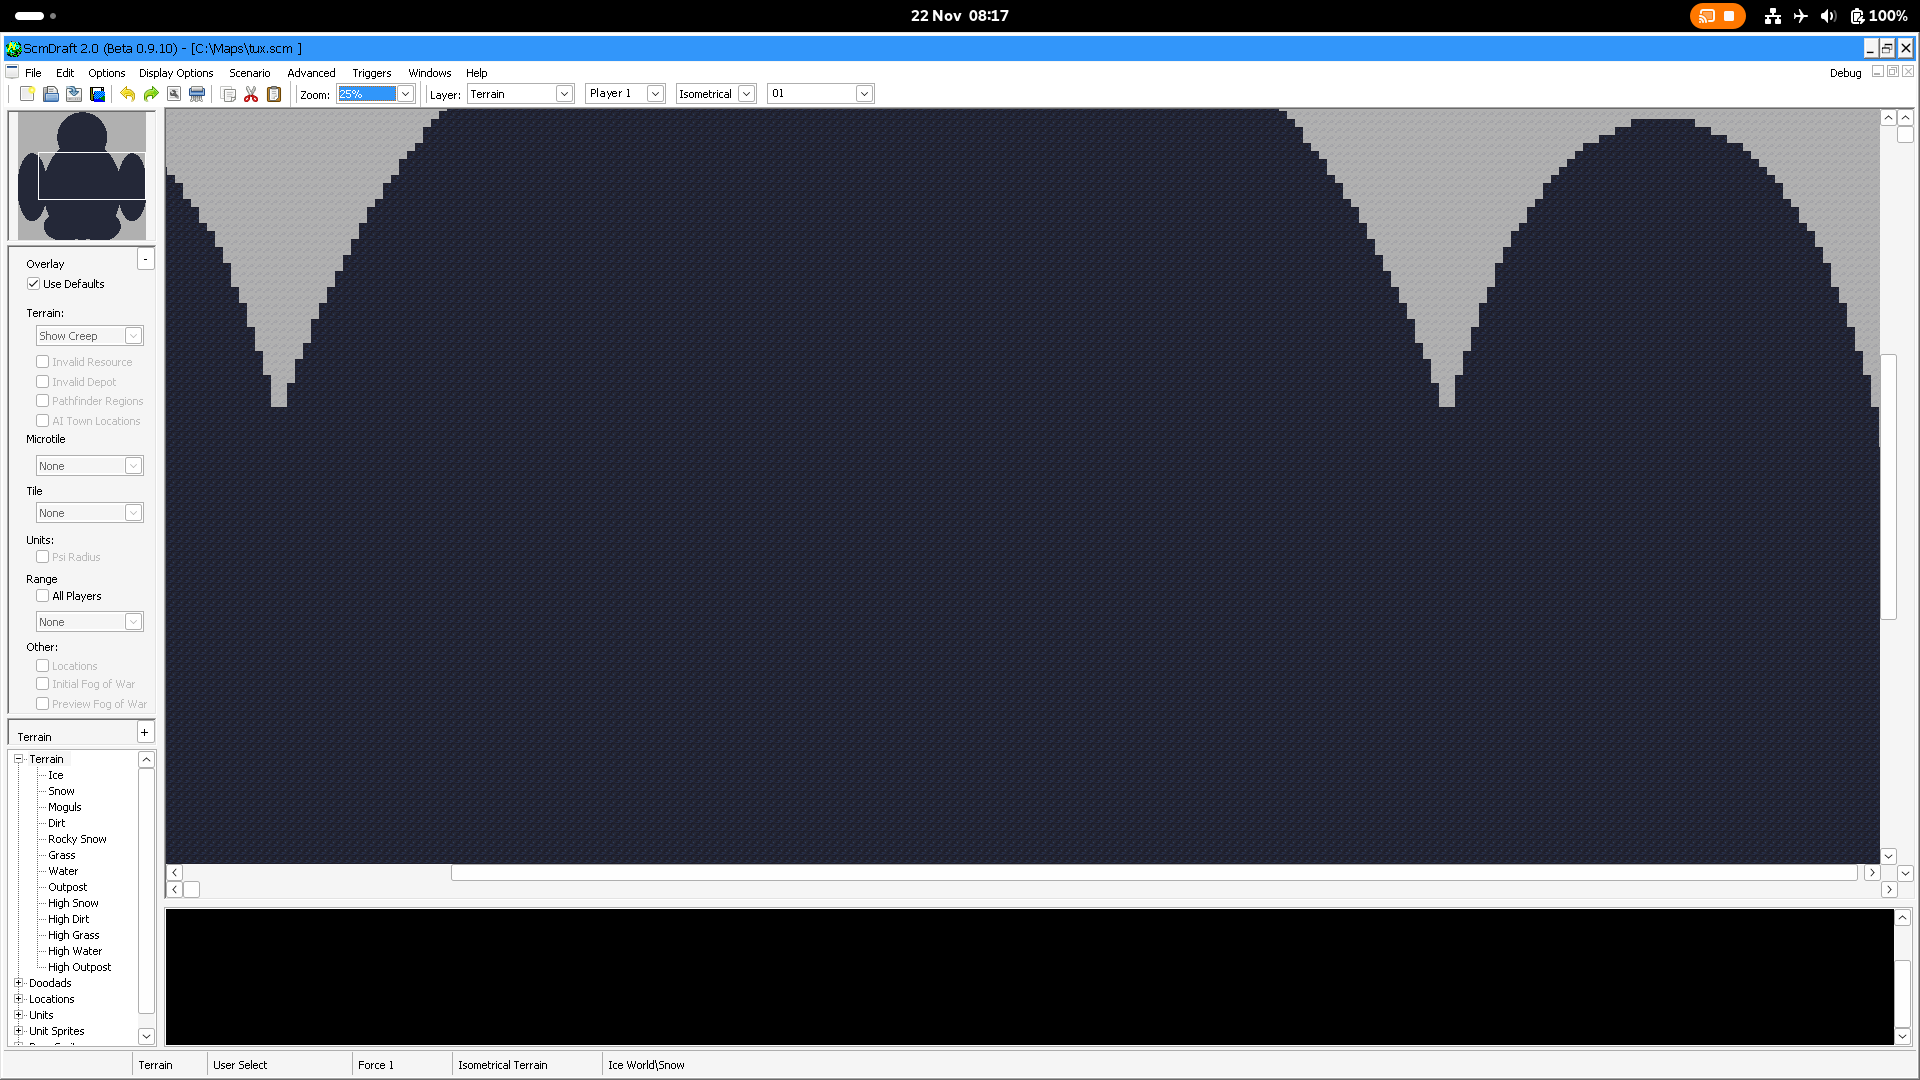 22 Nov 08:17
100%
ScmDraft 2.0 (Beta 0.9.10) - [C:\Maps\tux.scm ]
File Edit Options Display Options Scenario Advanced Triggers Windows Help Debug
Zoom: 25% Layer: Terrain Player 1 Isometrical 01
Overlay
-
Use Defaults
Terrain:
Show Creep
Invalid Resource
Invalid Depot
Pathfinder Regions
AI Town Locations
Microtile
None
Tile
None
Units:
Psi Radius
Range
All Players
None
Other:
Locations
Initial Fog of War
Preview Fog of War
Terrain +
Terrain
Ice
Snow
Moguls
Dirt
Rocky Snow
Grass
Water
Outpost
High Snow
High Dirt
High Grass
High Water
High Outpost
Doodads
Locations
Units
Unit Sprites
Terrain User Select Force 1 Isometrical Terrain Ice World\Snow